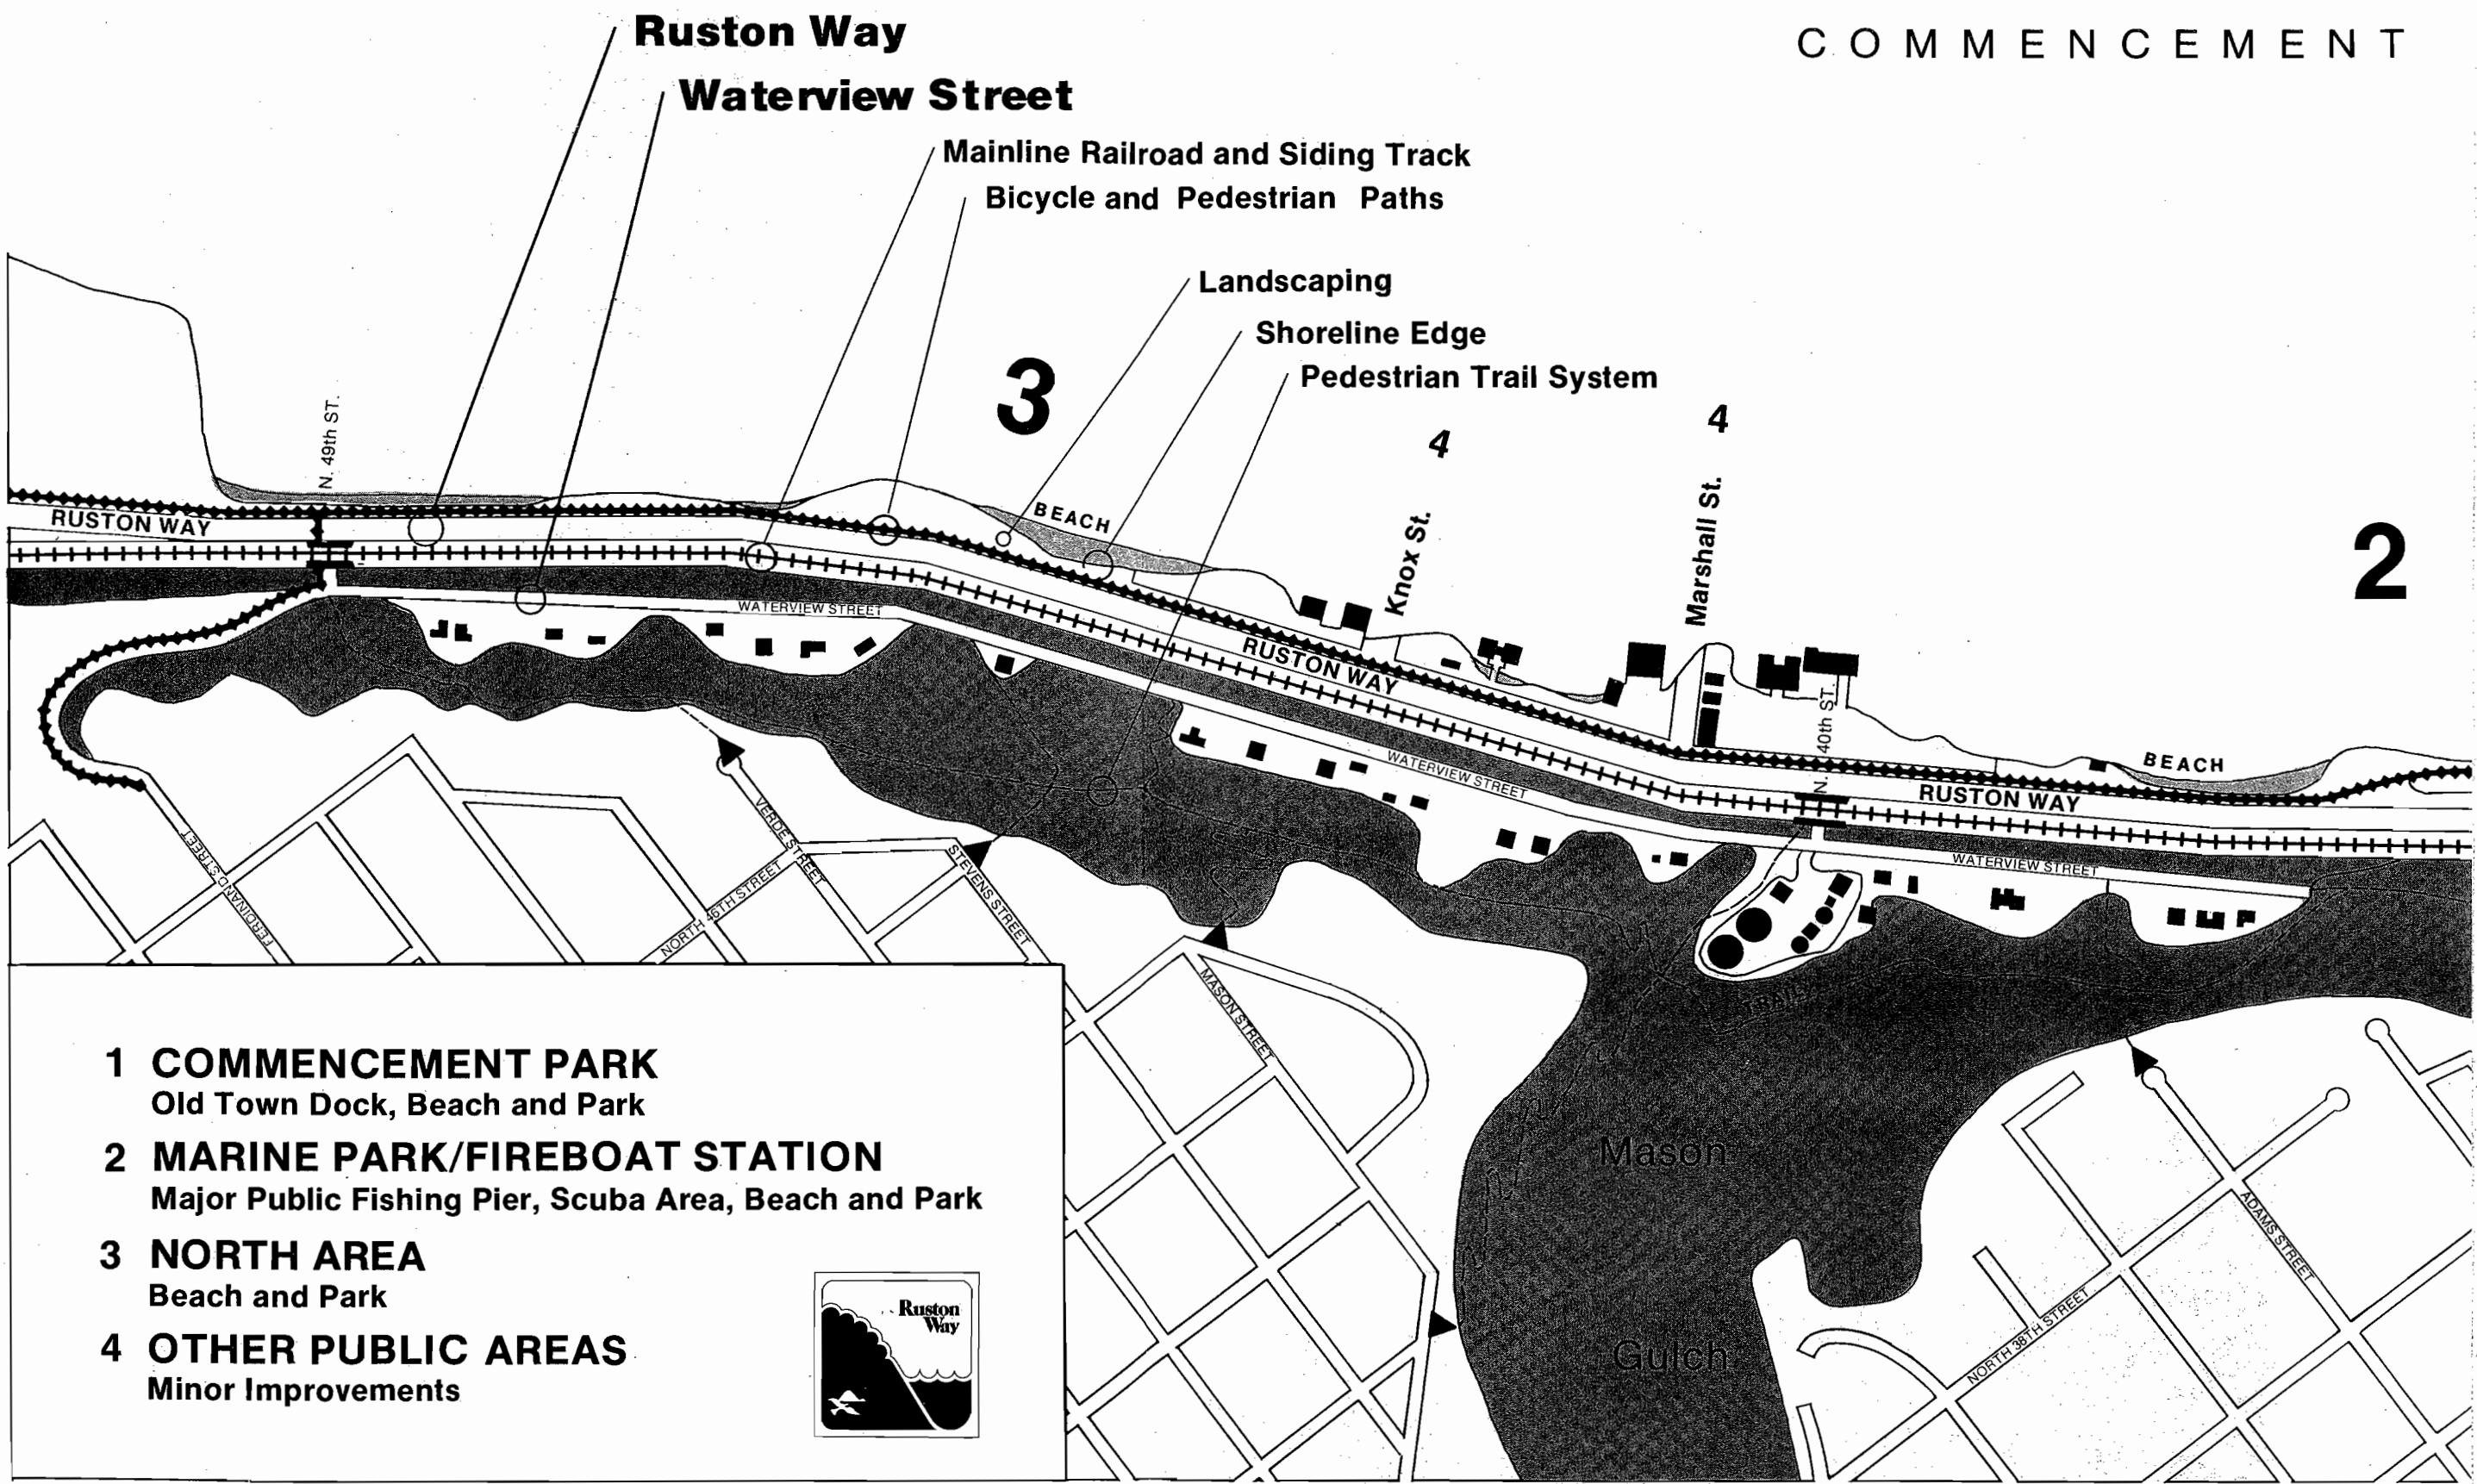 Ruston Way
COMMENCEMENT
Waterview Street
Mainline Railroad and Siding Track
Bicycle and Pedestrian Paths
Landscaping
Shoreline Edge
Pedestrian Trail System
3
4
4
N. 49th ST.
Knox St.
Marshall St.
2
BEACH
RUSTON WAY
WATERVIEW STREET
RUSTON WAY
N. 40th ST.
BEACH
RUSTON WAY
WATERVIEW STREET
WATERVIEW STREET
FERDINAND STREET
VERDE STREET
NORTH 46TH STREET
STEVENS STREET
MASON STREET
TRAIL
Mason
Gulch
ADAMS STREET
NORTH 38TH STREET
1 COMMENCEMENT PARK
Old Town Dock, Beach and Park
2 MARINE PARK/FIREBOAT STATION
Major Public Fishing Pier, Scuba Area, Beach and Park
3 NORTH AREA
Beach and Park
4 OTHER PUBLIC AREAS
Minor Improvements
Ruston
Way